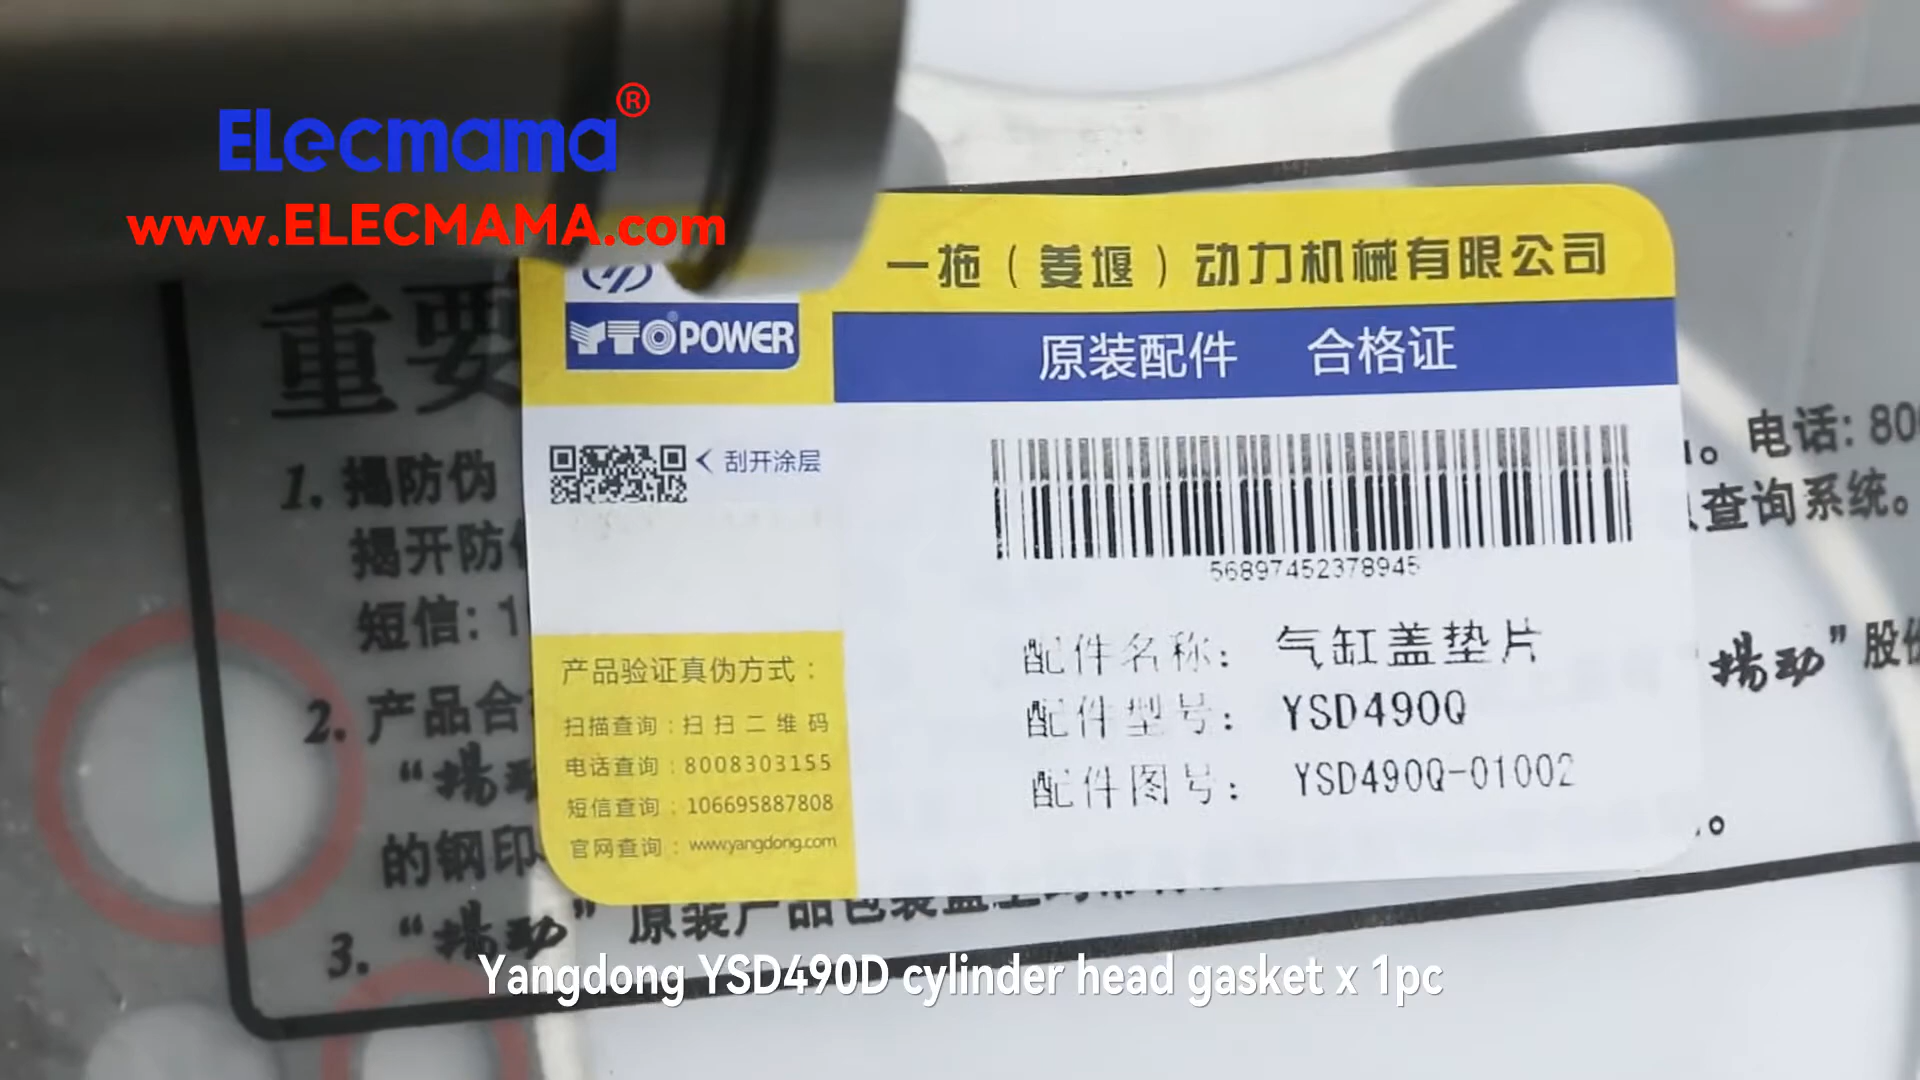 ELecmama®
www.ELECMAMA.com
一拖（姜堰）动力机械有限公司
YTO®POWER
原装配件 合格证
重要
刮开涂层
56897452378945
电话: 80
1. 揭防伪
查询系统。
揭开防
短信: 1
配件名称: 气缸盖垫片
配件型号: YSD490Q
配件图号: YSD490Q-01002
产品验证真伪方式:
扫描查询: 扫扫二维码
电话查询: 8008303155
短信查询: 106695887808
官网查询: www.yangdong.com
2. 产品合
“揚动
揚动”股份
的钢印
3. “揚动”原装产品包装盒上均
Yangdong YSD490D cylinder head gasket x 1pc